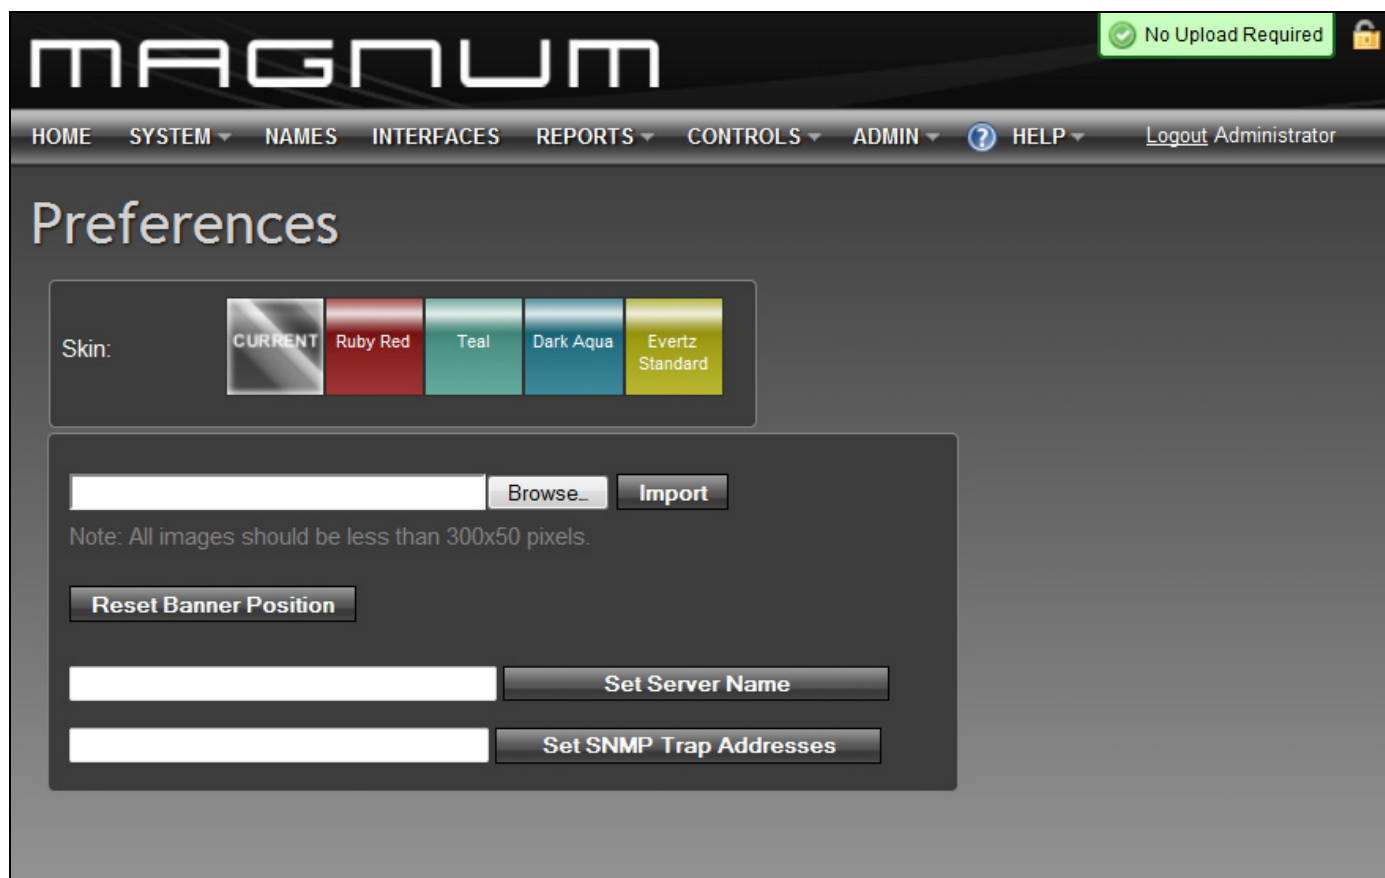 MAGNUM
No Upload Required
HOME SYSTEM NAMES INTERFACES REPORTS CONTROLS ADMIN ? HELP Logout Administrator
Preferences
Skin:
CURRENT
Ruby Red
Teal
Dark Aqua
Evertz
Standard
Browse... Import
Note: All images should be less than 300x50 pixels.
Reset Banner Position
Set Server Name
Set SNMP Trap Addresses